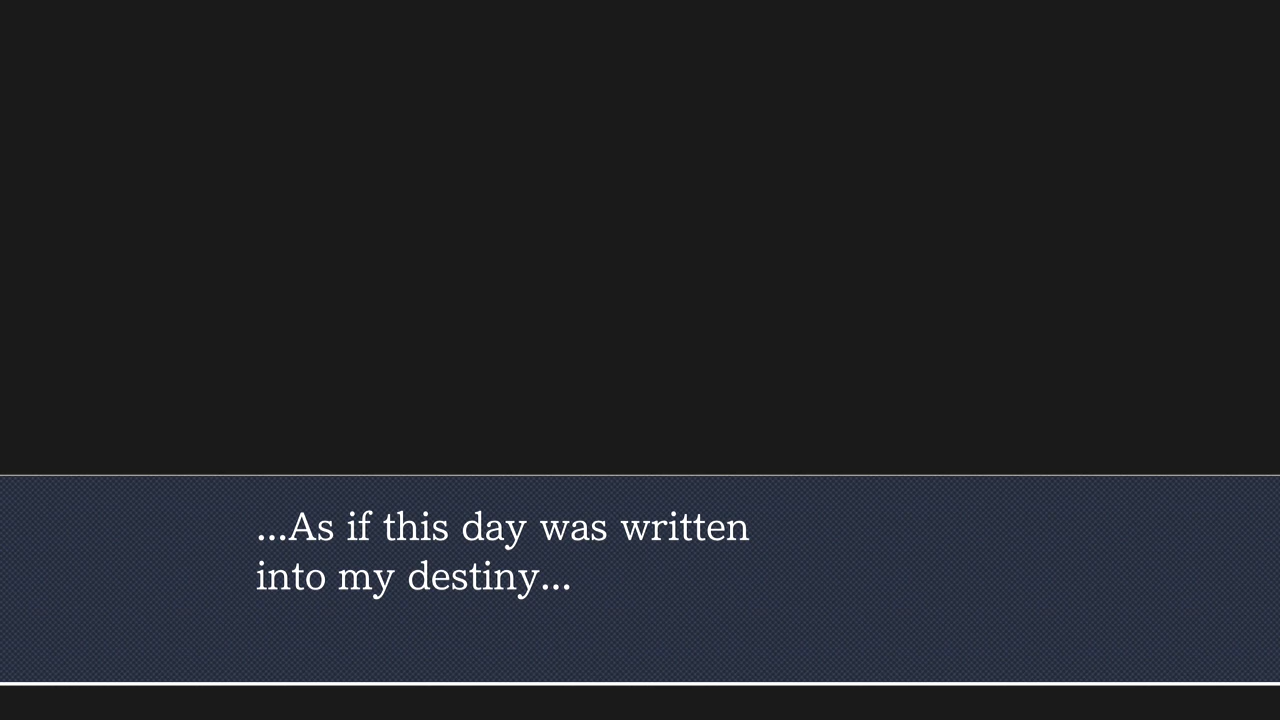 ...As if this day was written
into my destiny...